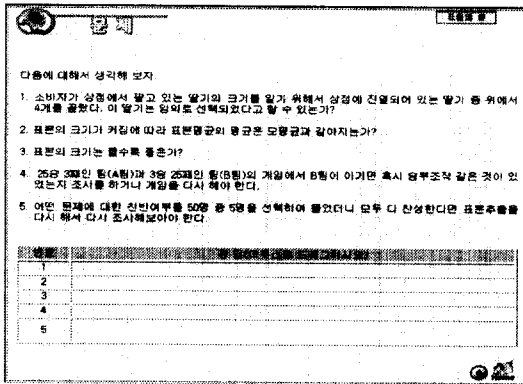 문 제
다음에 대해서 생각해 보자.
1. 소비자가 상점에서 팔고 있는 딸기의 크기를 알기 위해서 상점에 진열되어 있는 딸기 중 위에서
4개를 골랐다. 이 딸기는 임의로 선택되었다고 할 수 있는가?
2. 표본의 크기가 커짐에 따라 표본평균의 평균은 모평균과 같아지는가?
3. 표본의 크기는 클수록 좋은가?
4. 25승 3패인 팀(A팀)과 3승 25패인 팀(B팀)의 게임에서 B팀이 이기면 혹시 승부조작 같은 것이 있
었는지 조사를 하거나 게임을 다시 해야 한다.
5. 어떤 문제에 대한 찬반여부를 50명 중 5명을 선택하여 물었더니 모두 다 찬성한다면 표본추출을
다시 해서 다시 조사해보아야 한다.
번호
1
2
3
4
5